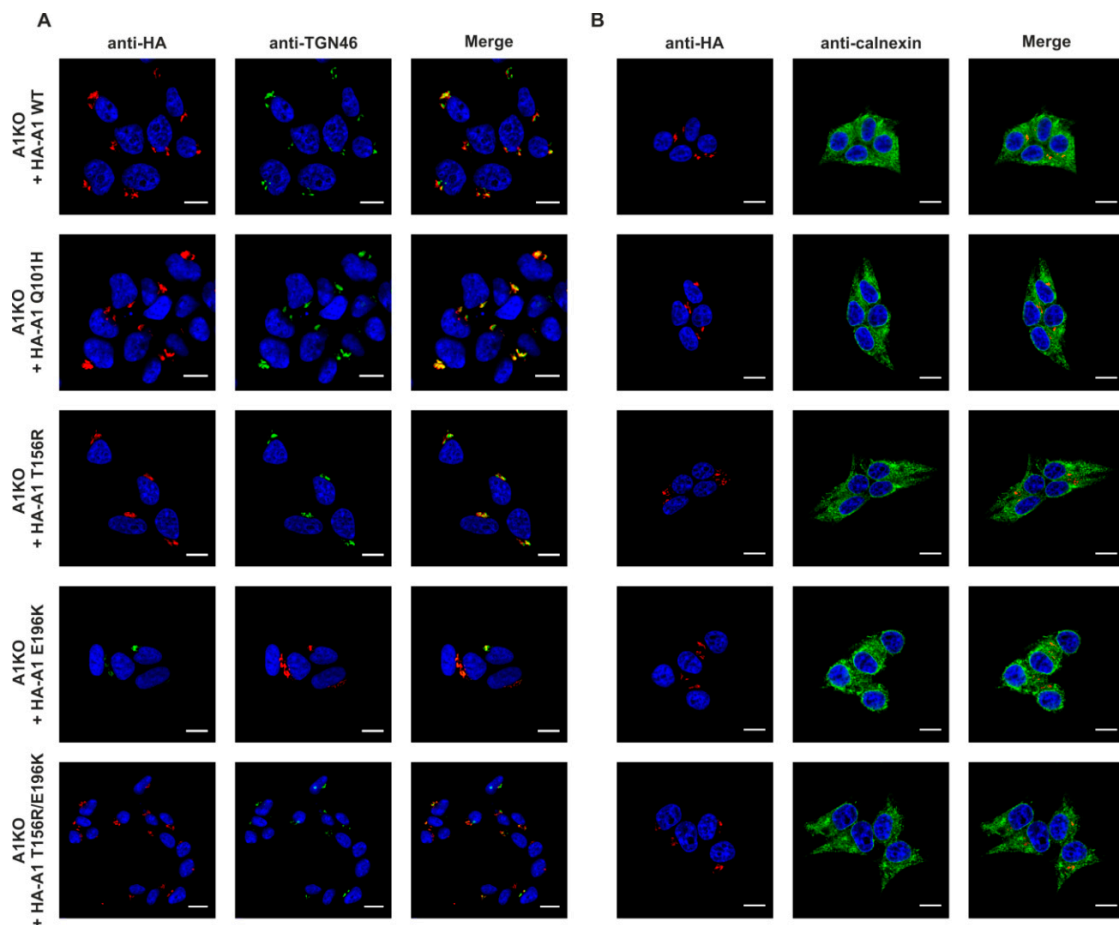 A
B
anti-HA
anti-TGN46
Merge
anti-HA
anti-calnexin
Merge
A1KO
+ HA-A1 WT
A1KO
+ HA-A1 Q101H
A1KO
+ HA-A1 T156R
A1KO
+ HA-A1 E196K
A1KO
+ HA-A1 T156R/E196K